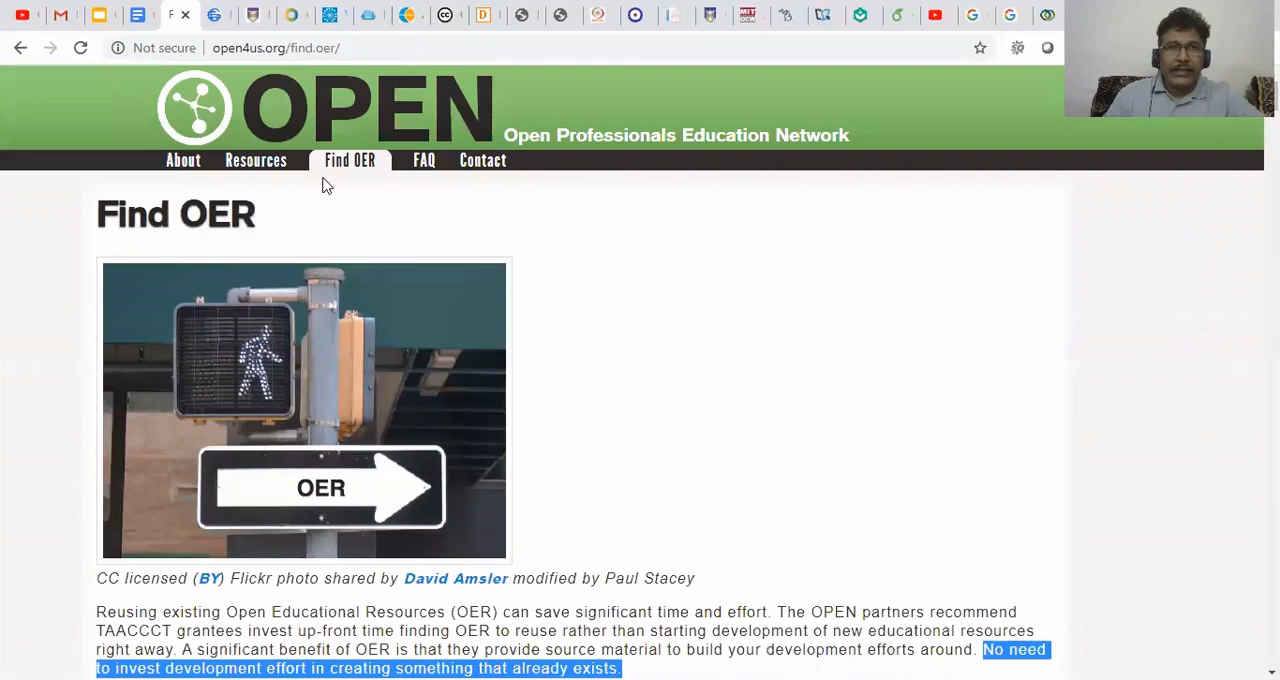 F
Not secure
open4us.org/find.oer/
OPEN
Open Professionals Education Network
About Resources Find OER FAQ Contact
Find OER
OER
CC licensed (BY) Flickr photo shared by David Amsler modified by Paul Stacey
Reusing existing Open Educational Resources (OER) can save significant time and effort. The OPEN partners recommend
TAACCCT grantees invest up-front time finding OER to reuse rather than starting development of new educational resources
right away. A significant benefit of OER is that they provide source material to build your development efforts around. No need
to invest development effort in creating something that already exists.